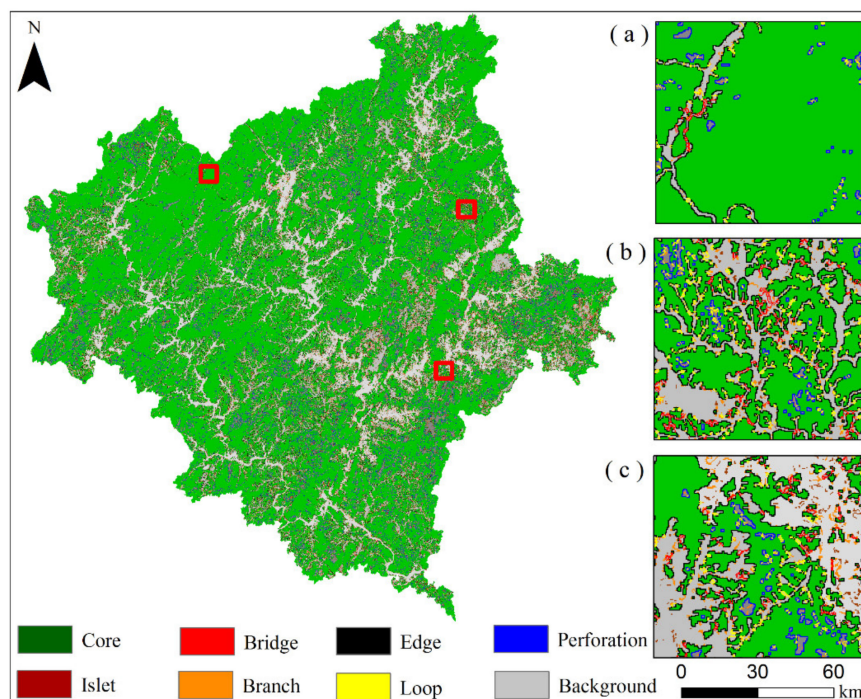 N
( a )
( b )
( c )
Core
Bridge
Edge
Perforation
Islet
Branch
Loop
Background
0 30 60
km